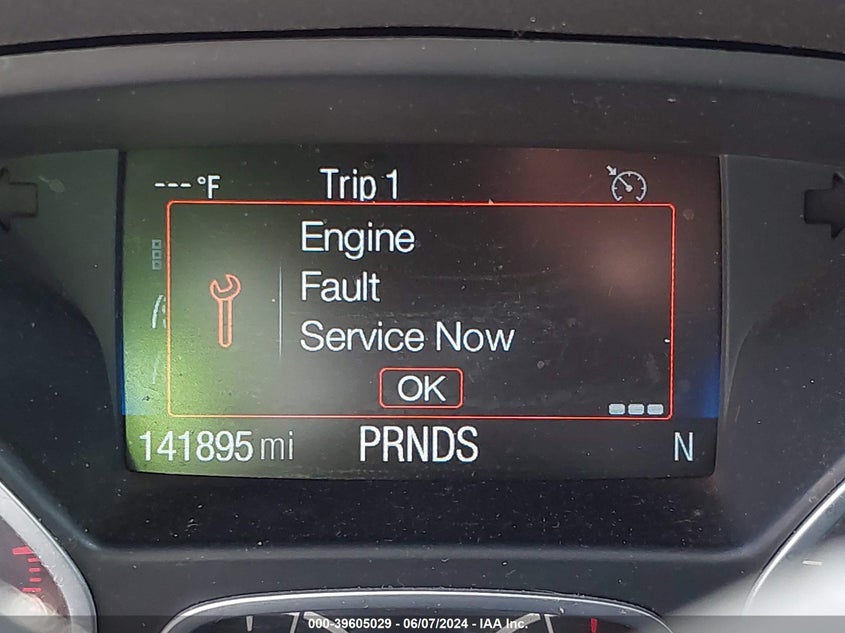 --- °F Trip 1
Engine
Fault
Service Now
OK
141895 mi PRNDS N
000-39605029 - 06/07/2024 - IAA Inc.